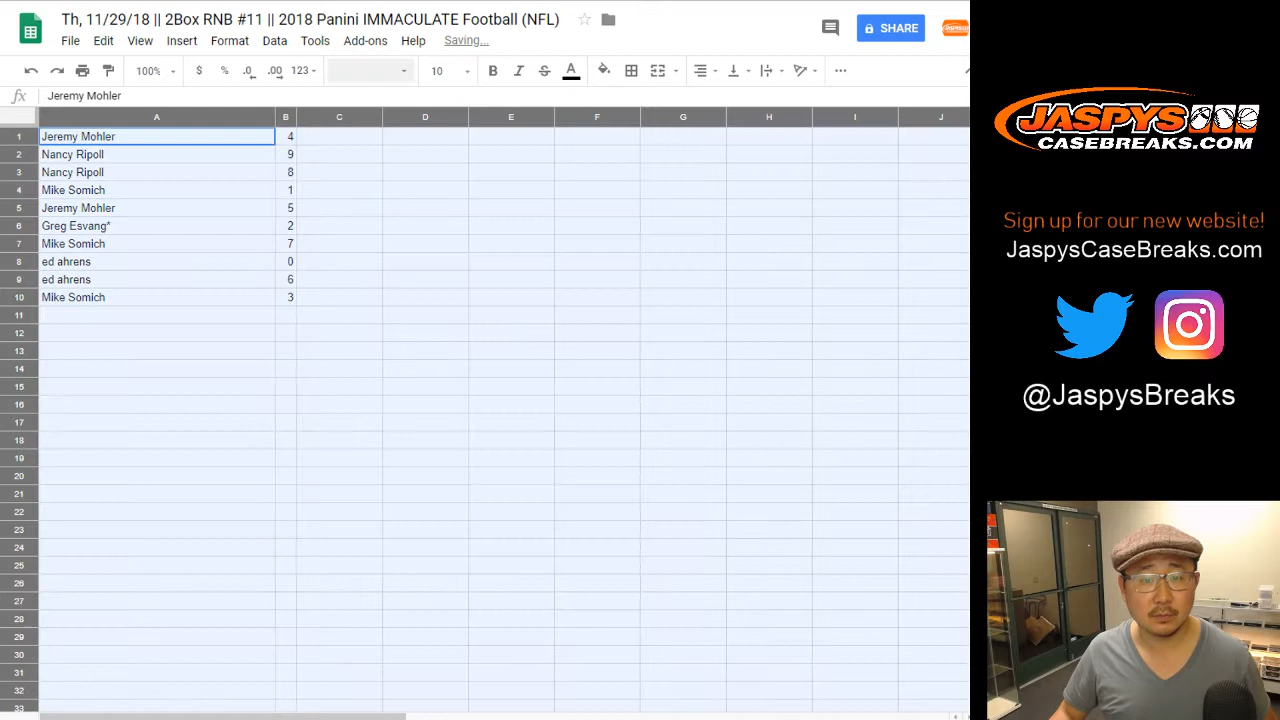 Th, 11/29/18 || 2Box RNB #11 || 2018 Panini IMMACULATE Football (NFL)
File Edit View Insert Format Data Tools Add-ons Help Saving...
SHARE
100% $ % .0 .00 123 10 B I S A
fx Jeremy Mohler
A B C D E F G H I J
1 Jeremy Mohler 4
2 Nancy Ripoll 9
3 Nancy Ripoll 8
4 Mike Somich 1
5 Jeremy Mohler 5
6 Greg Esvang* 2
7 Mike Somich 7
8 ed ahrens 0
9 ed ahrens 6
10 Mike Somich 3
11
12
13
14
15
16
17
18
19
20
21
22
23
24
25
26
27
28
29
30
31
32
33
JASPYS
CASEBREAKS.COM
Sign up for our new website!
JaspysCaseBreaks.com
@JaspysBreaks